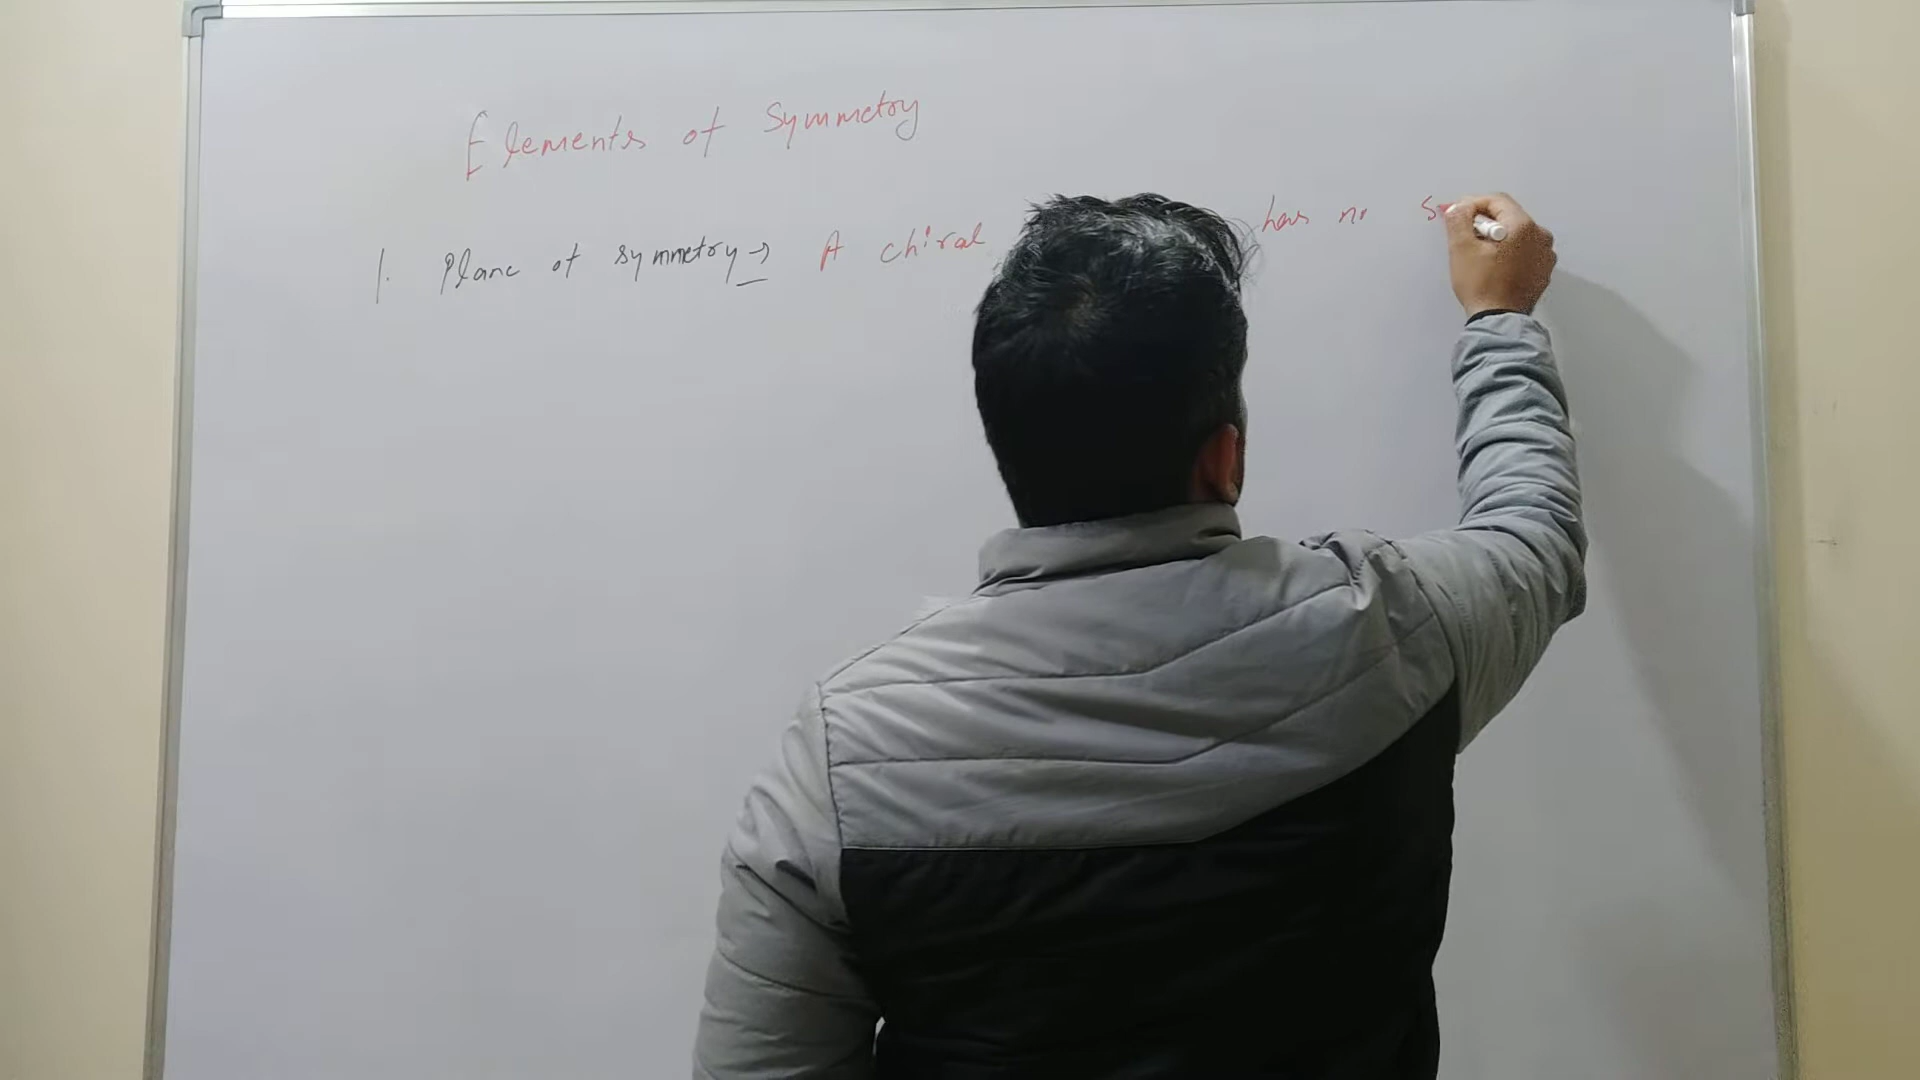 Elements of Symmetry
1. Plane of symmetry → A chiral has no